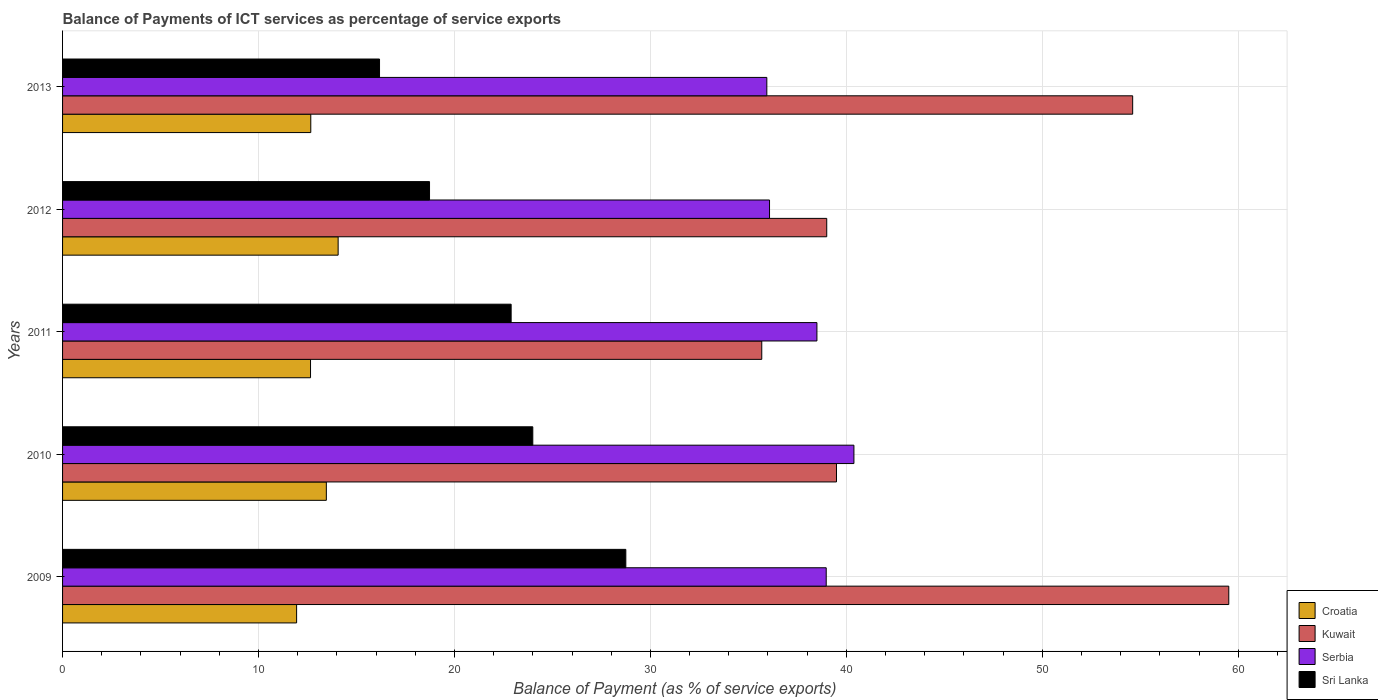 Balance of Payments of ICT services as percentage of service exports
2013
2012
2011
2010
2009
Years
0
10
20
30
40
50
60
Balance of Payment (as % of service exports)
Croatia
Kuwait
Serbia
Sri Lanka